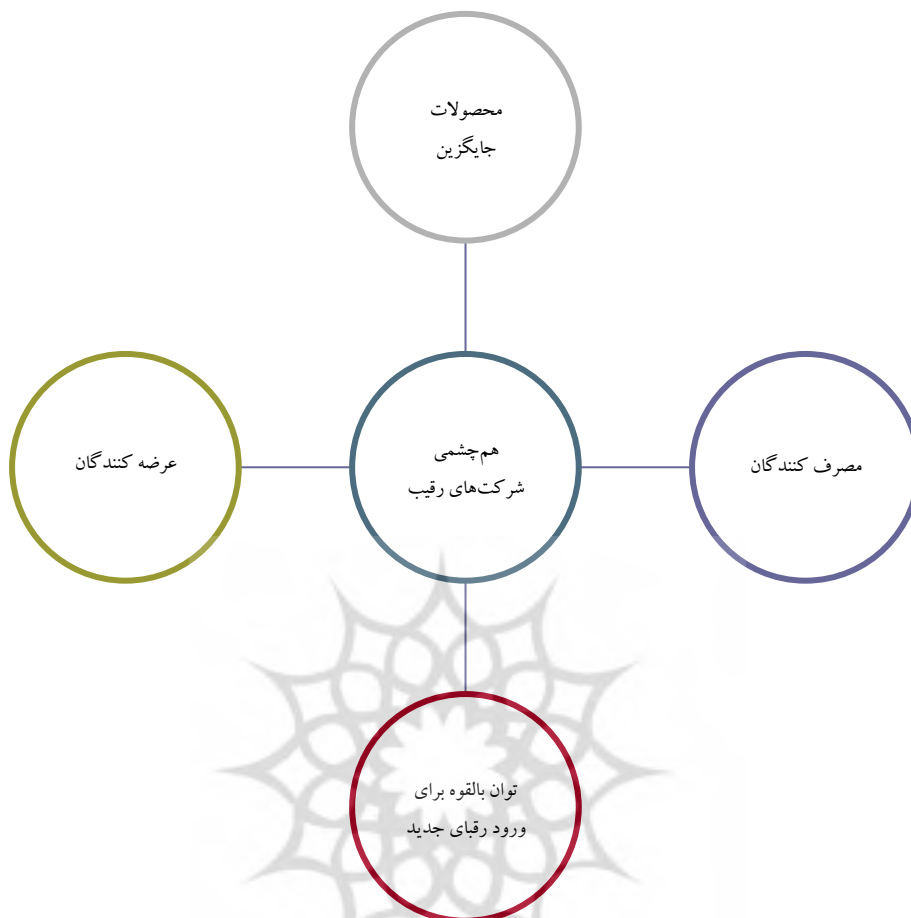 محصولات
جایگزین
عرضه کنندگان
هم‌چشمی
شرکت‌های رقیب
مصرف کنندگان
توان بالقوه برای
ورود رقبای جدید